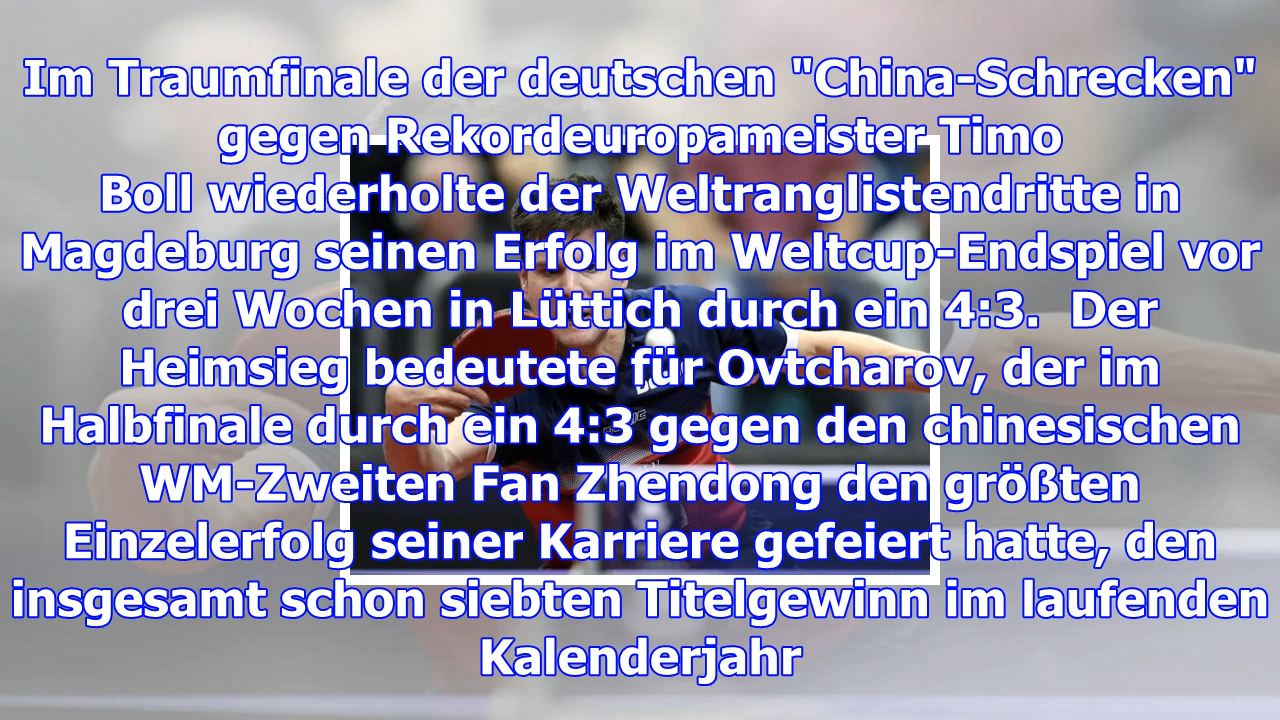 Im Traumfinale der deutschen "China-Schrecken"
gegen Rekordeuropameister Timo
Boll wiederholte der Weltranglistendritte in
Magdeburg seinen Erfolg im Weltcup-Endspiel vor
drei Wochen in Lüttich durch ein 4:3.  Der
Heimsieg bedeutete für Ovtcharov, der im
Halbfinale durch ein 4:3 gegen den chinesischen
WM-Zweiten Fan Zhendong den größten
Einzelerfolg seiner Karriere gefeiert hatte, den
insgesamt schon siebten Titelgewinn im laufenden
Kalenderjahr